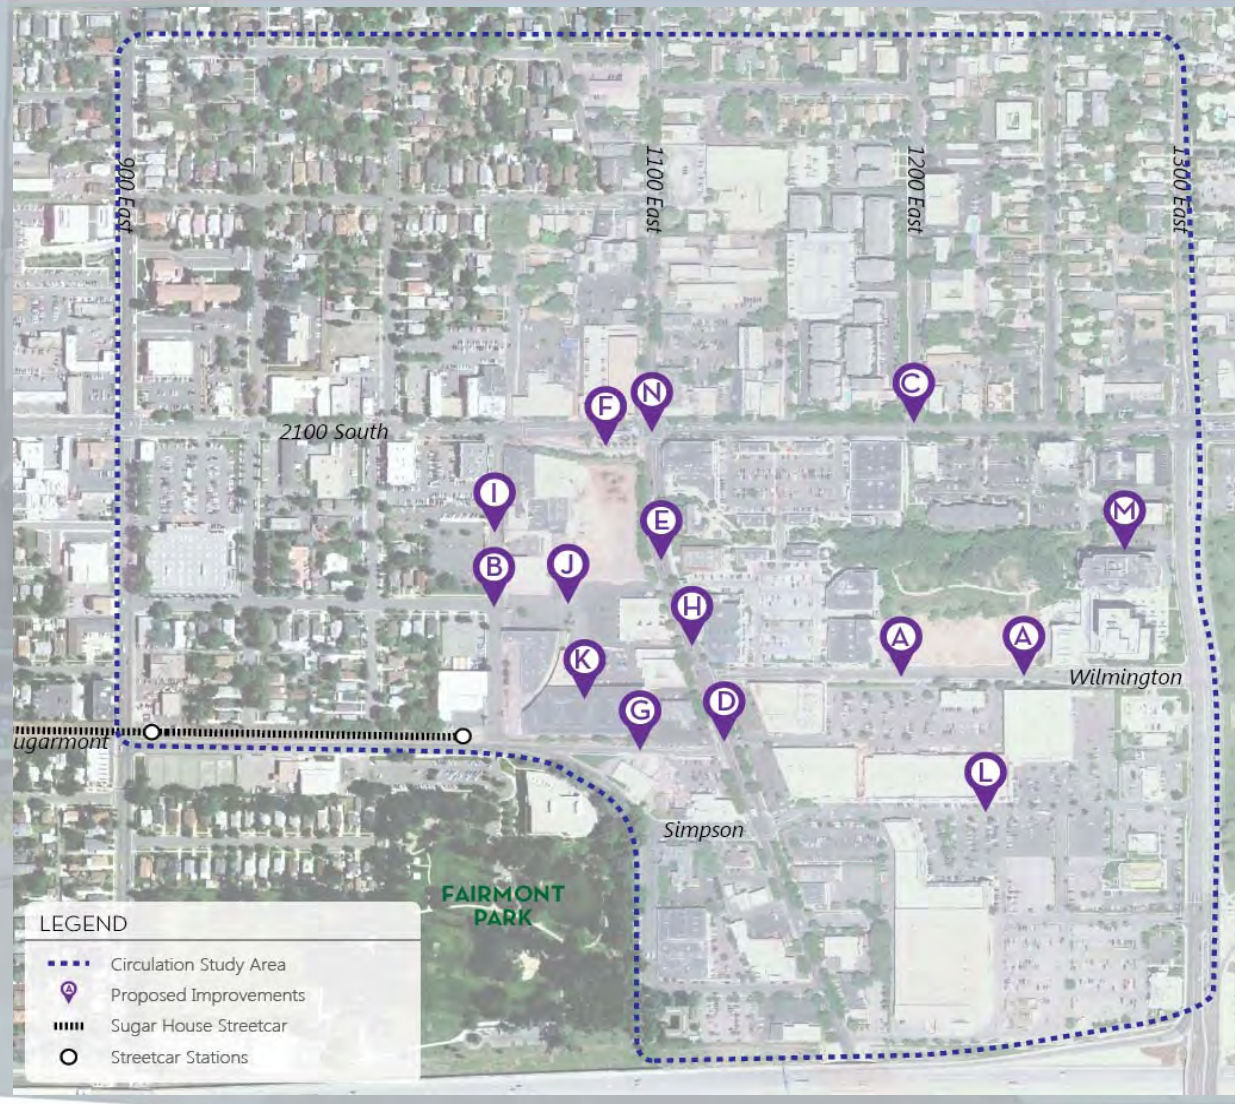 900 East
1100 East
1200 East
1300 East
C
N
F
2100 South
I
M
E
B
J
H
A
A
K
Wilmington
D
G
ugarmont
L
Simpson
FAIRMONT
PARK
LEGEND
Circulation Study Area
A
Proposed Improvements
Sugar House Streetcar
Streetcar Stations